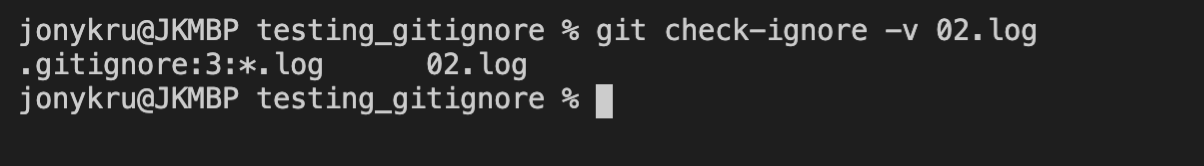 jonykru@JKMBP testing_gitignore % git check-ignore -v 02.log
.gitignore:3:*.log      02.log
jonykru@JKMBP testing_gitignore %